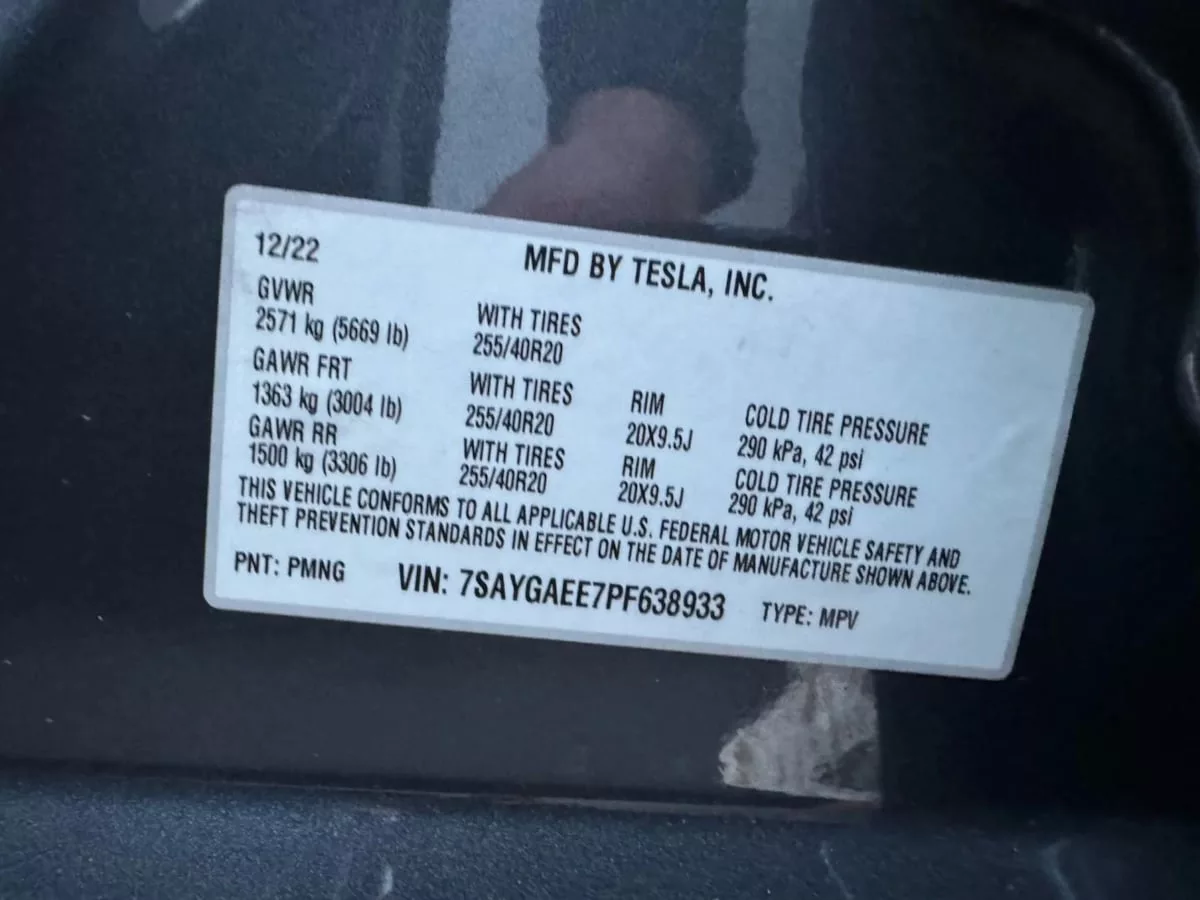 12/22 MFD BY TESLA, INC.
GVWR
2571 kg (5669 lb) WITH TIRES
255/40R20
GAWR FRT WITH TIRES RIM COLD TIRE PRESSURE
1363 kg (3004 lb) 255/40R20 20X9.5J 290 kPa, 42 psi
GAWR RR WITH TIRES RIM COLD TIRE PRESSURE
1500 kg (3306 lb) 255/40R20 20X9.5J 290 kPa, 42 psi
THIS VEHICLE CONFORMS TO ALL APPLICABLE U.S. FEDERAL MOTOR VEHICLE SAFETY AND
THEFT PREVENTION STANDARDS IN EFFECT ON THE DATE OF MANUFACTURE SHOWN ABOVE.
PNT: PMNG VIN: 7SAYGAEE7PF638933 TYPE: MPV